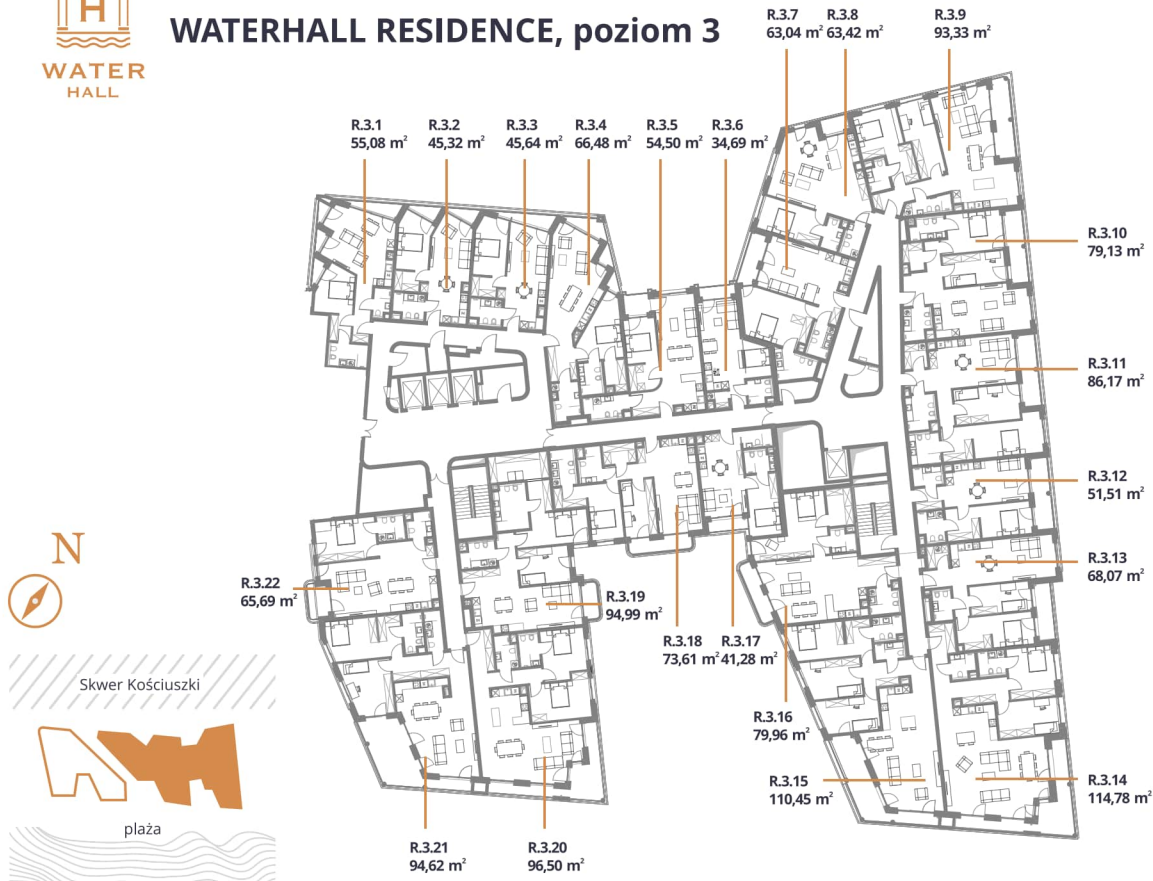 H
WATER
HALL
WATERHALL RESIDENCE, poziom 3
R.3.1
55,08 m²
R.3.2
45,32 m²
R.3.3
45,64 m²
R.3.4
66,48 m²
R.3.5
54,50 m²
R.3.6
34,69 m²
R.3.7
63,04 m²
R.3.8
63,42 m²
R.3.9
93,33 m²
R.3.10
79,13 m²
R.3.11
86,17 m²
R.3.12
51,51 m²
R.3.13
68,07 m²
R.3.14
114,78 m²
R.3.15
110,45 m²
R.3.16
79,96 m²
R.3.17
41,28 m²
R.3.18
73,61 m²
R.3.19
94,99 m²
R.3.20
96,50 m²
R.3.21
94,62 m²
R.3.22
65,69 m²
N
Skwer Kościuszki
plaża